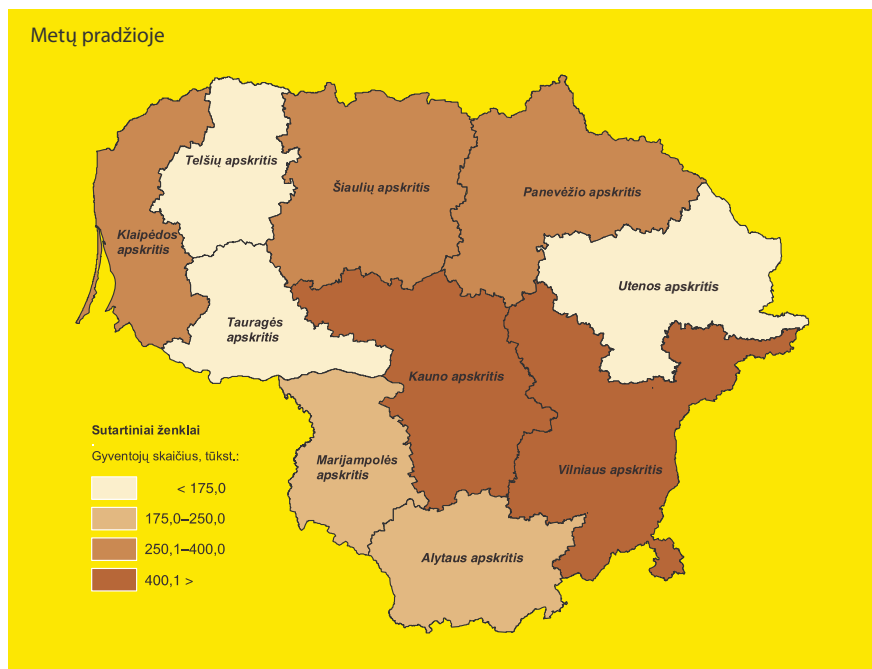 Metų pradžioje
Telšių apskritis
Šiaulių apskritis
Panevėžio apskritis
Klaipėdos
apskritis
Utenos apskritis
Tauragės
apskritis
Kauno apskritis
Marijampolės
apskritis
Vilniaus apskritis
Alytaus apskritis
Sutartiniai ženklai
Gyventojų skaičius, tūkst.:
< 175,0
175,0–250,0
250,1–400,0
400,1 >